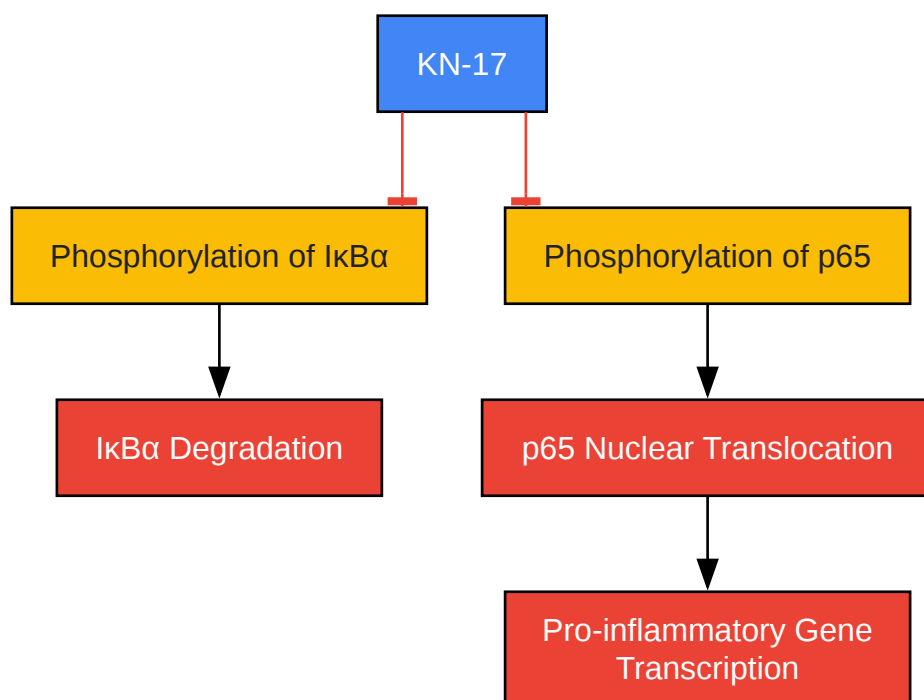 KN-17
Phosphorylation of IκBα
Phosphorylation of p65
IκBα Degradation
p65 Nuclear Translocation
Pro-inflammatory Gene
Transcription